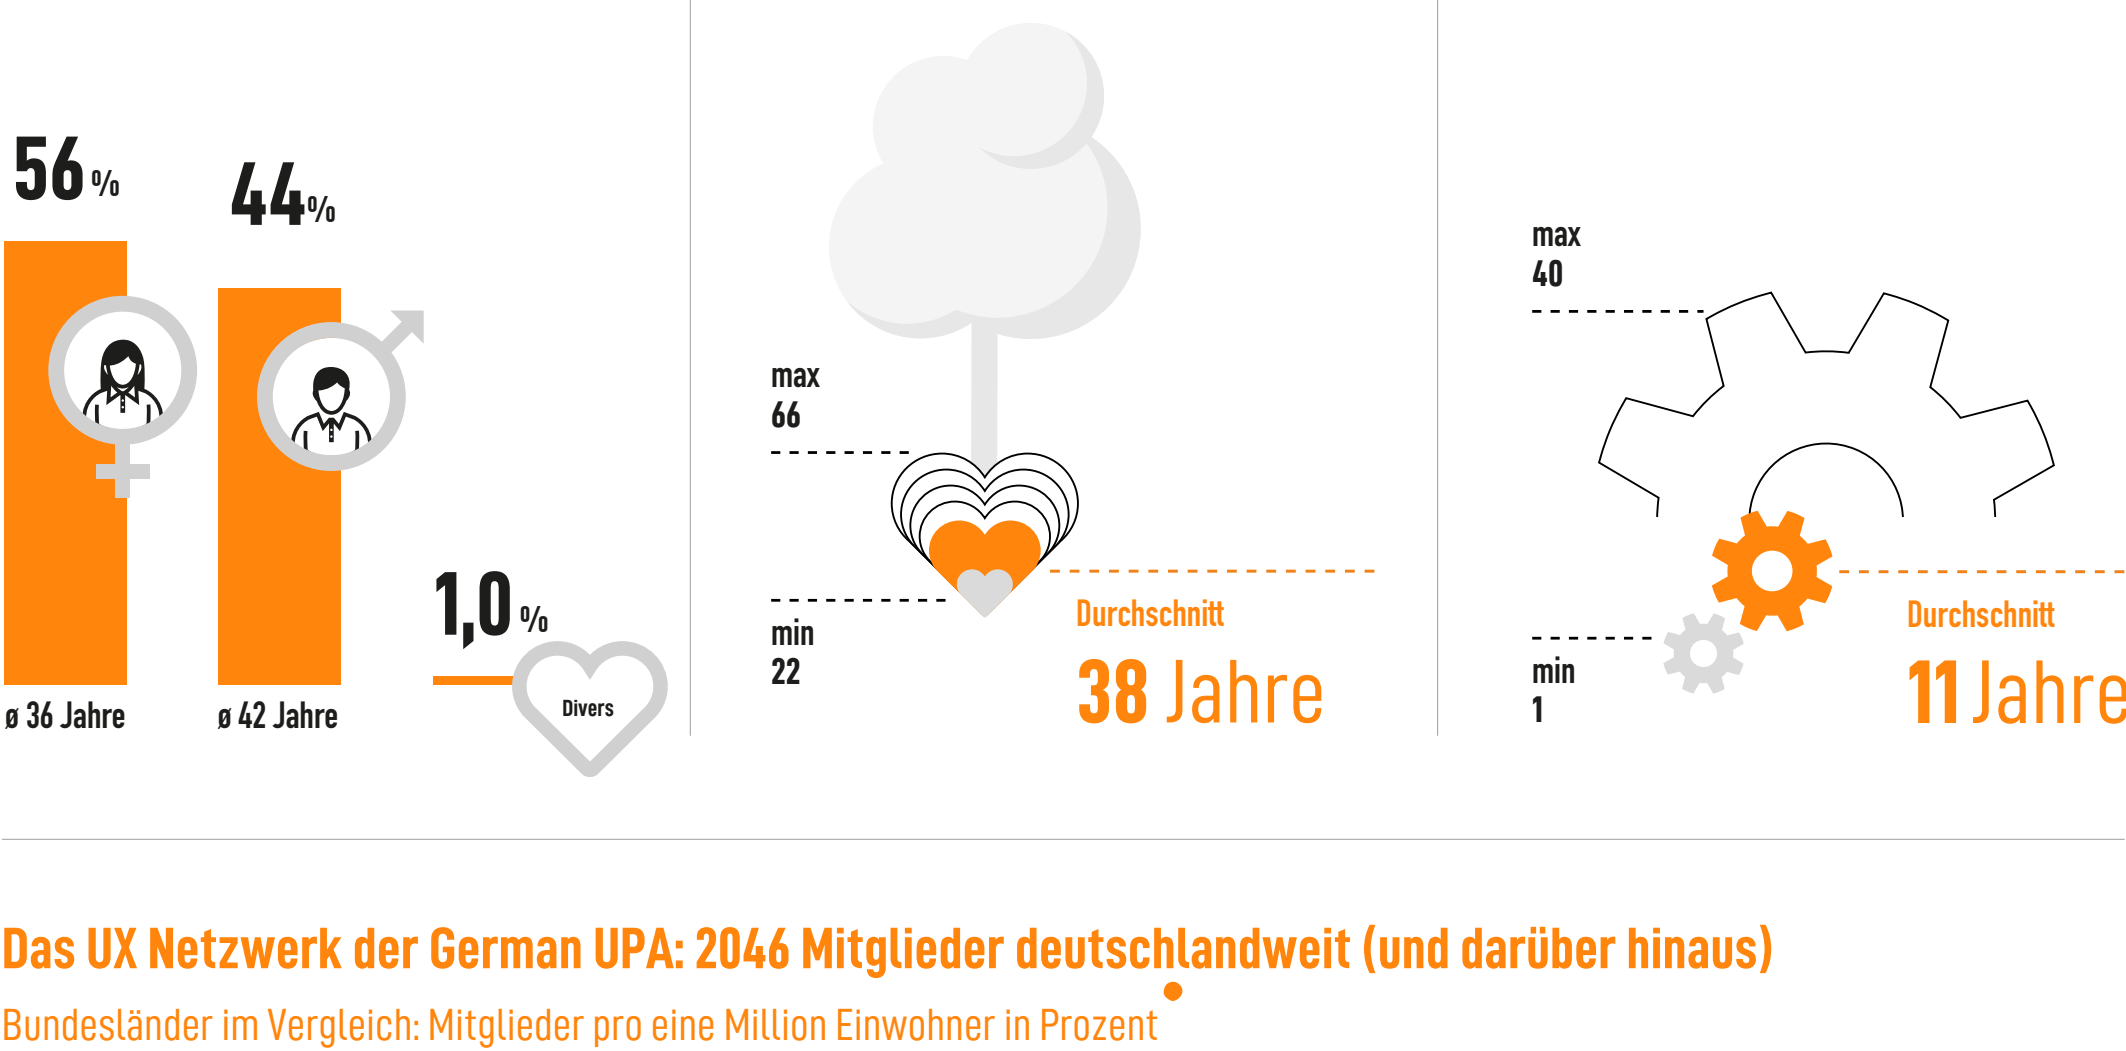 56 %
44%
1,0 %
Divers
ø 36 Jahre
ø 42 Jahre
max
66
min
22
Durchschnitt
38 Jahre
max
40
min
1
Durchschnitt
11 Jahre
Das UX Netzwerk der German UPA: 2046 Mitglieder deutschlandweit (und darüber hinaus)
Bundesländer im Vergleich: Mitglieder pro eine Million Einwohner in Prozent